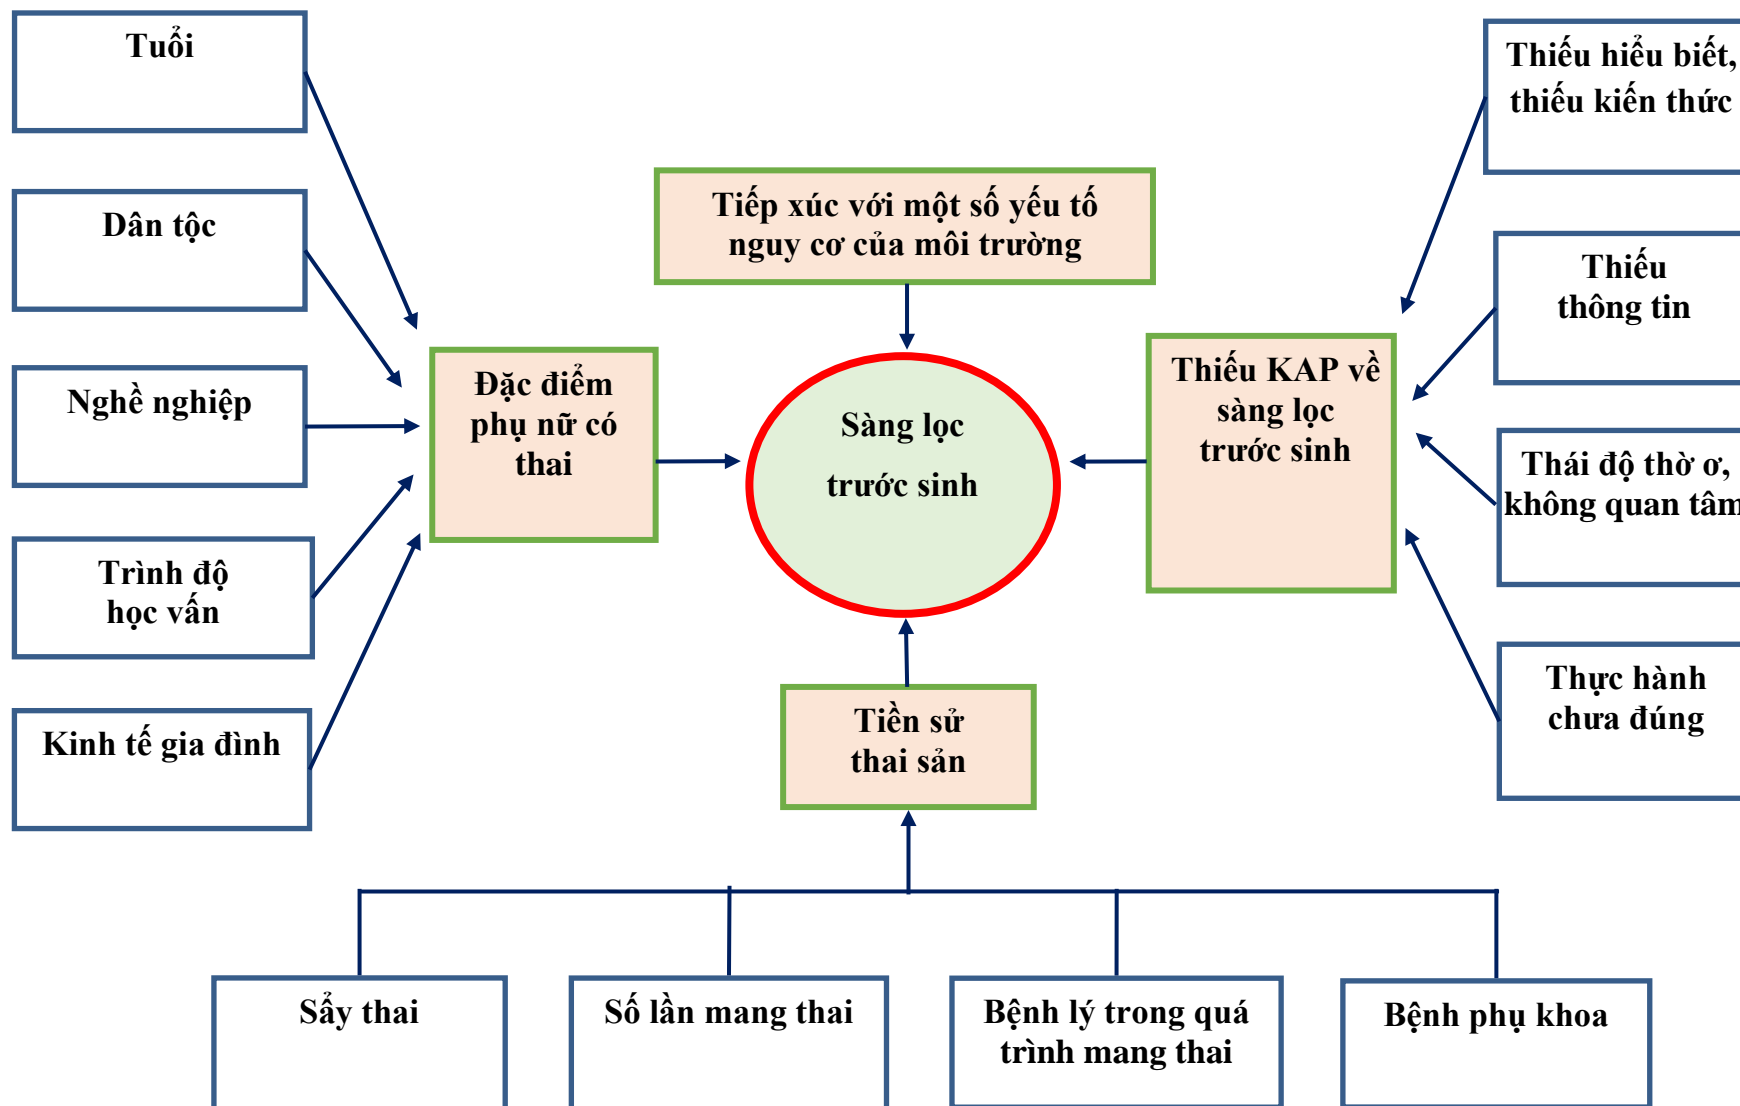 Tuổi
Dân tộc
Nghề nghiệp
Trình độ
học vấn
Kinh tế gia đình
Tiếp xúc với một số yếu tố
nguy cơ của môi trường
Đặc điểm
phụ nữ có
thai
Sàng lọc
trước sinh
Thiếu KAP về
sàng lọc
trước sinh
Thiếu hiểu biết,
thiếu kiến thức
Thiếu
thông tin
Thái độ thờ ơ,
không quan tâm
Thực hành
chưa đúng
Tiền sử
thai sản
Sẩy thai
Số lần mang thai
Bệnh lý trong quá
trình mang thai
Bệnh phụ khoa